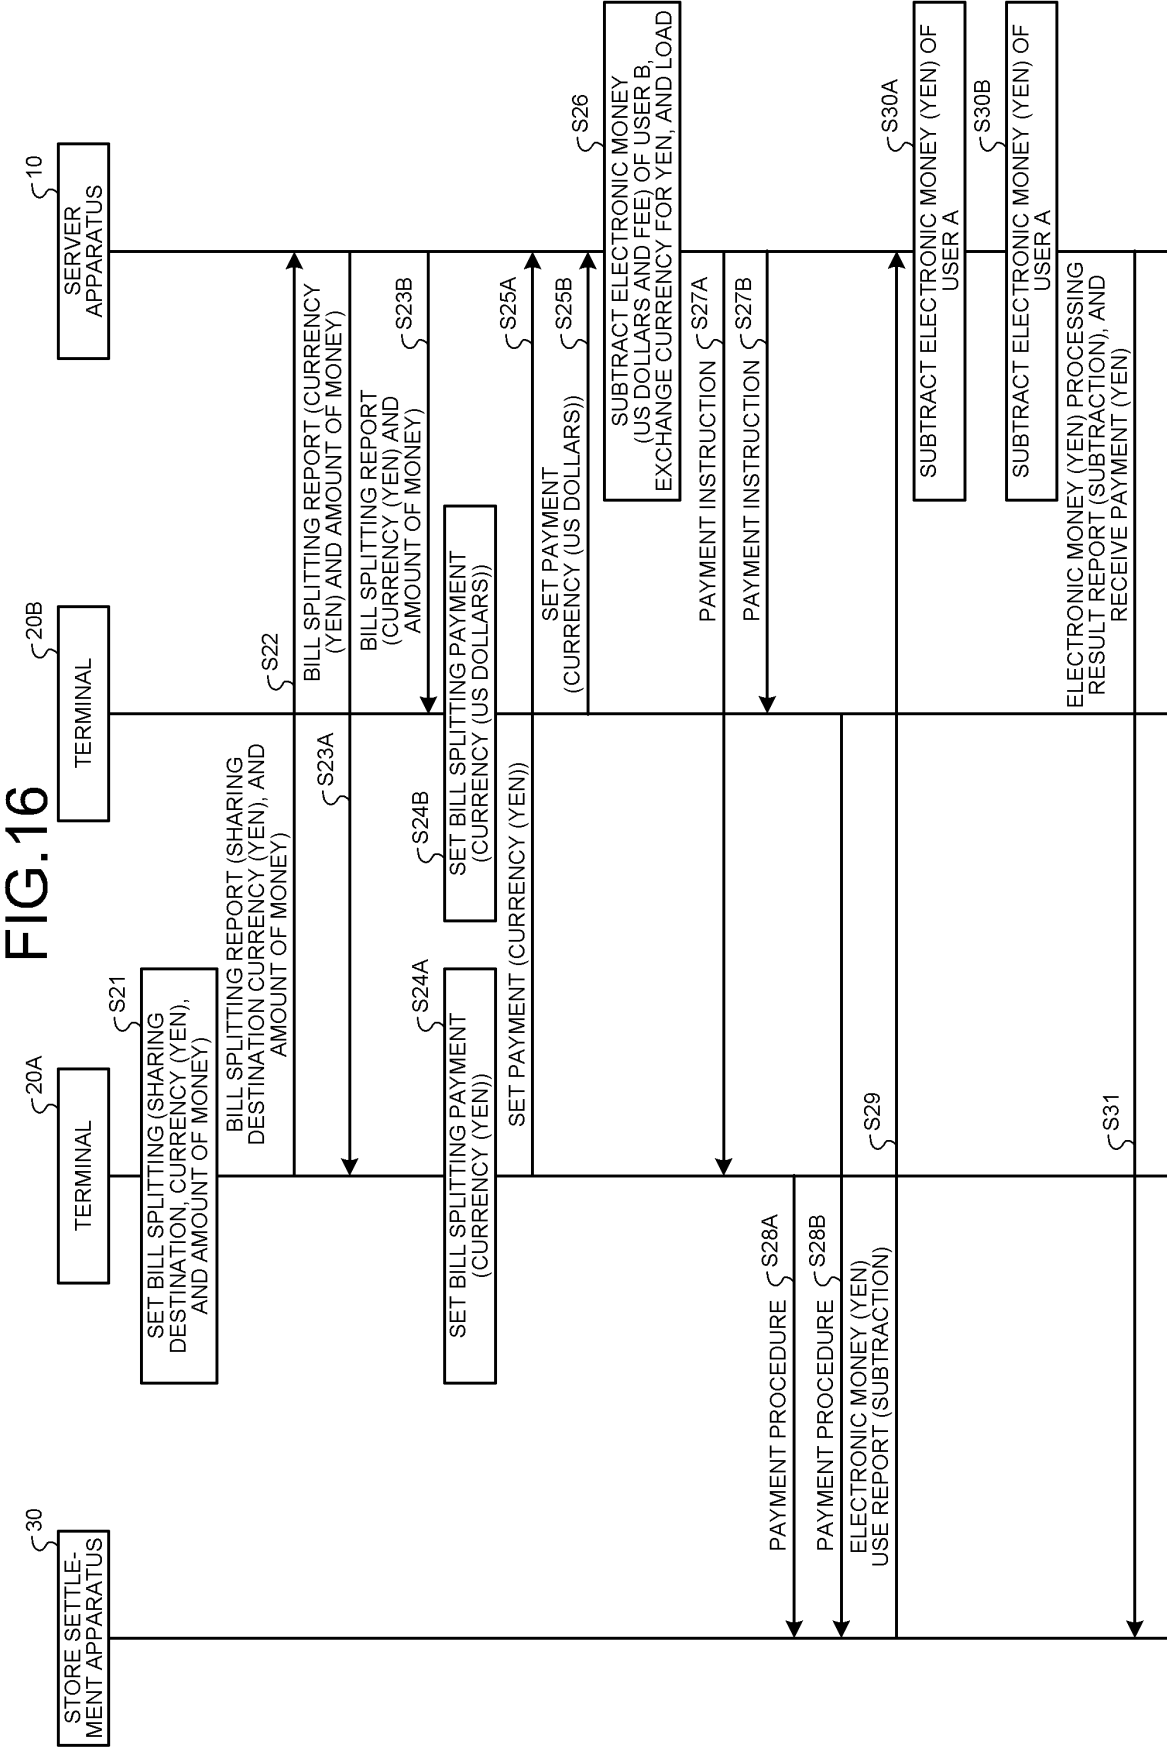 FIG.16
30
STORE SETTLE-
MENT APPARATUS
20A
TERMINAL
20B
TERMINAL
10
SERVER
APPARATUS
S21
SET BILL SPLITTING (SHARING
DESTINATION, CURRENCY (YEN),
AND AMOUNT OF MONEY)
BILL SPLITTING REPORT (SHARING
DESTINATION CURRENCY (YEN), AND
AMOUNT OF MONEY)
S22
BILL SPLITTING REPORT (CURRENCY
(YEN) AND AMOUNT OF MONEY)
S23A
BILL SPLITTING REPORT
(CURRENCY (YEN) AND
AMOUNT OF MONEY)
S23B
S24A
SET BILL SPLITTING PAYMENT
(CURRENCY (YEN))
S24B
SET BILL SPLITTING PAYMENT
(CURRENCY (US DOLLARS))
SET PAYMENT (CURRENCY (YEN))
S25A
SET PAYMENT
(CURRENCY (US DOLLARS))
S25B
S26
SUBTRACT ELECTRONIC MONEY
(US DOLLARS AND FEE) OF USER B,
EXCHANGE CURRENCY FOR YEN, AND LOAD
PAYMENT INSTRUCTION
S27A
PAYMENT INSTRUCTION
S27B
PAYMENT PROCEDURE
S28A
PAYMENT PROCEDURE
S28B
ELECTRONIC MONEY (YEN)
USE REPORT (SUBTRACTION)
S29
S30A
SUBTRACT ELECTRONIC MONEY (YEN) OF
USER A
S30B
SUBTRACT ELECTRONIC MONEY (YEN) OF
USER A
ELECTRONIC MONEY (YEN) PROCESSING
RESULT REPORT (SUBTRACTION), AND
RECEIVE PAYMENT (YEN)
S31